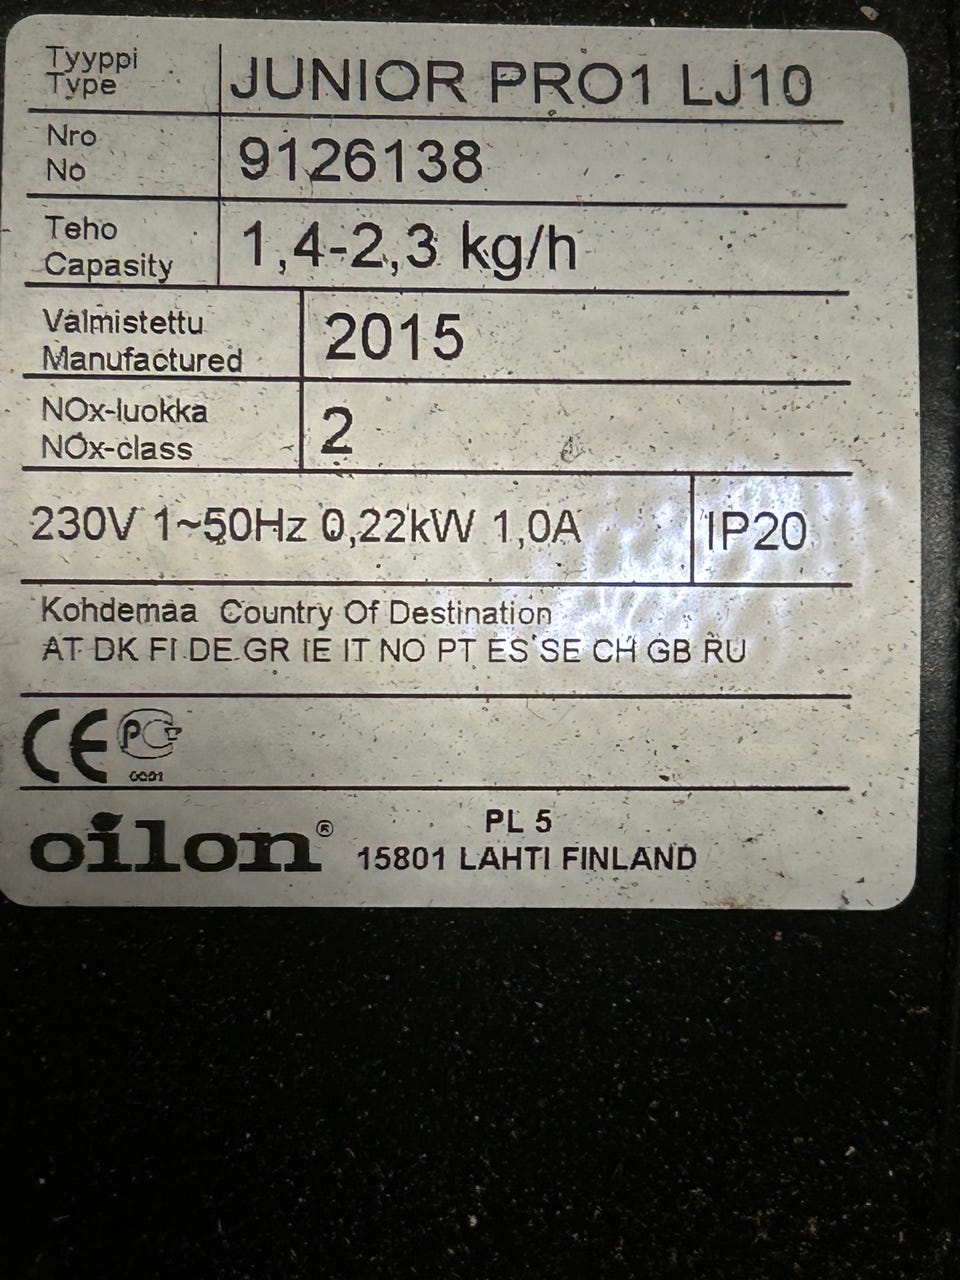 Tyyppi
Type
JUNIOR PRO1 LJ10
Nro
No
9126138
Teho
Capasity
1,4-2,3 kg/h
Valmistettu
Manufactured
2015
NOx-luokka
NOx-class
2
230V 1~50Hz 0,22kW 1,0A
IP20
Kohdemaa Country Of Destination
AT DK FI DE GR IE IT NO PT ES SE CH GB RU
CE
oilon®
PL 5
15801 LAHTI FINLAND